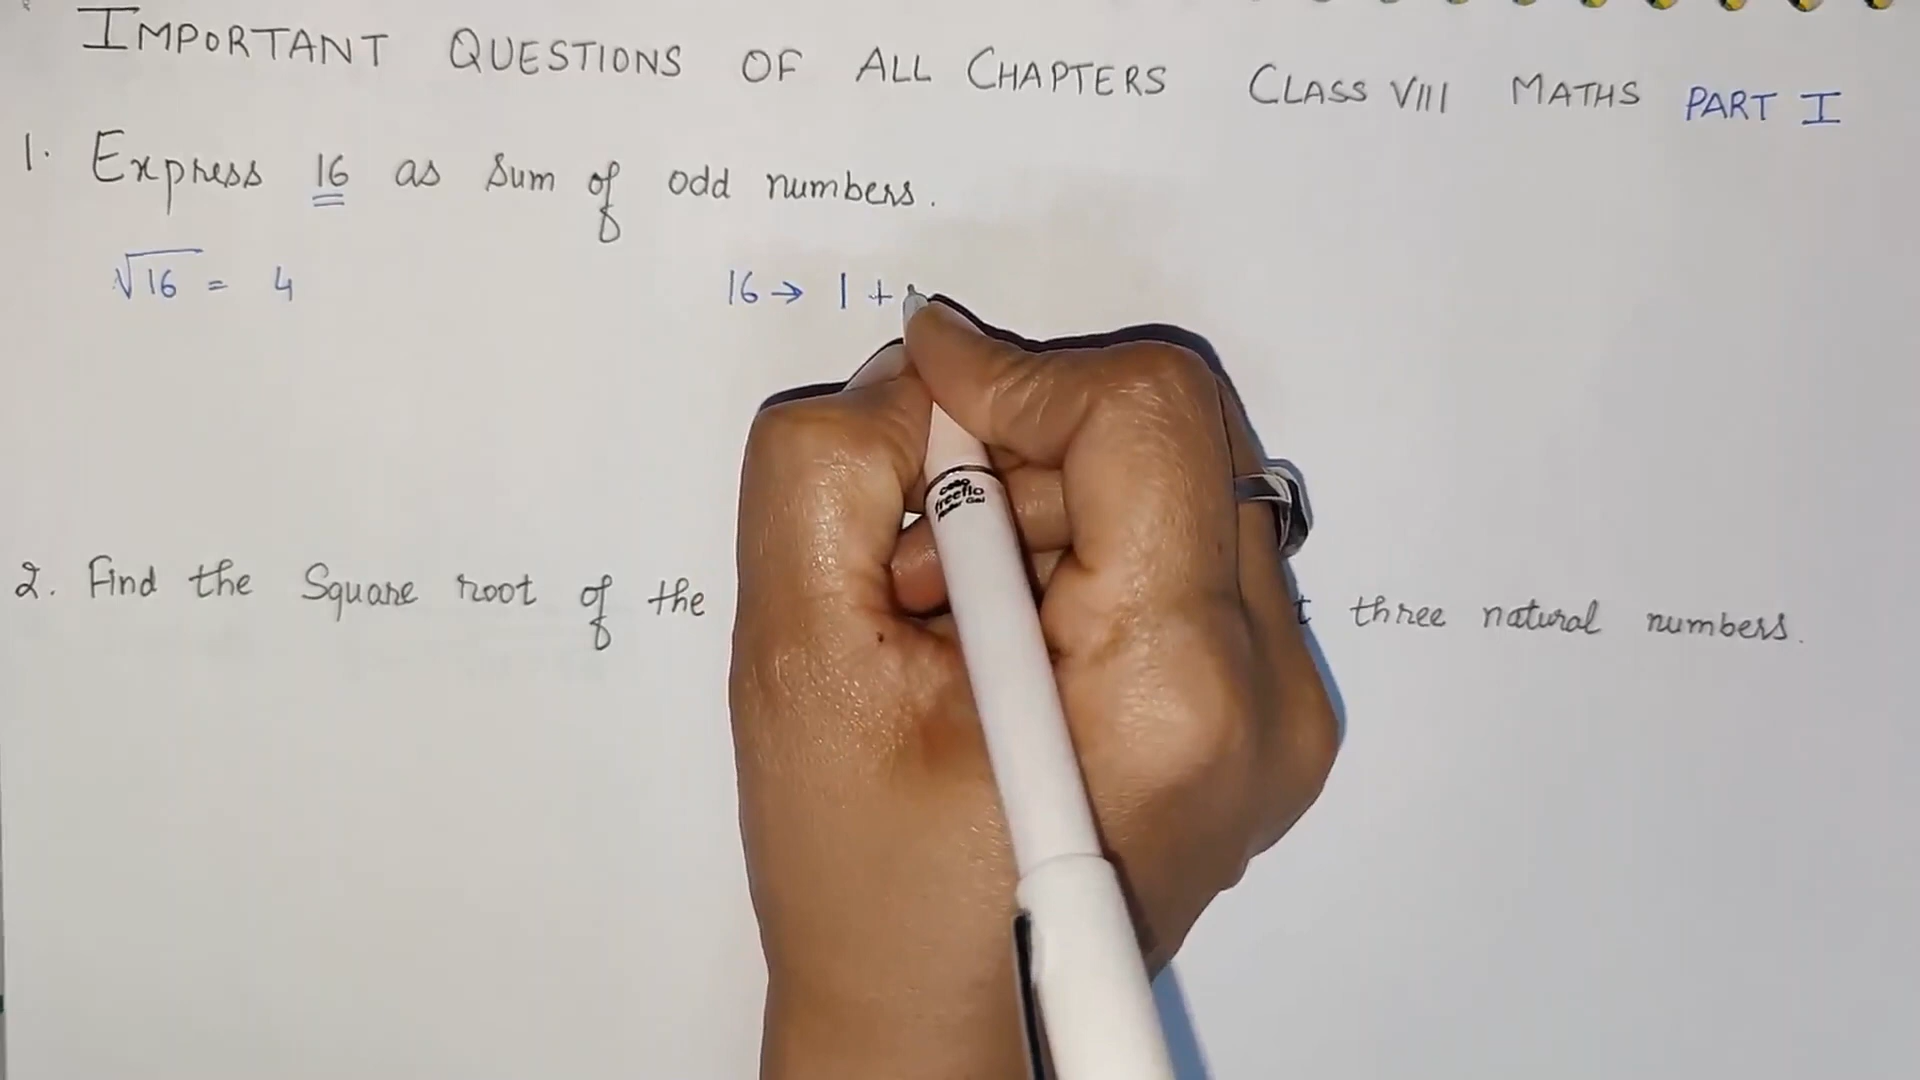 IMPORTANT QUESTIONS OF ALL CHAPTERS CLASS VIII MATHS PART I
1. Express 16 as Sum of odd numbers.
√16 = 4 16 → 1 +
2. Find the Square root of the three natural numbers.
freeflo